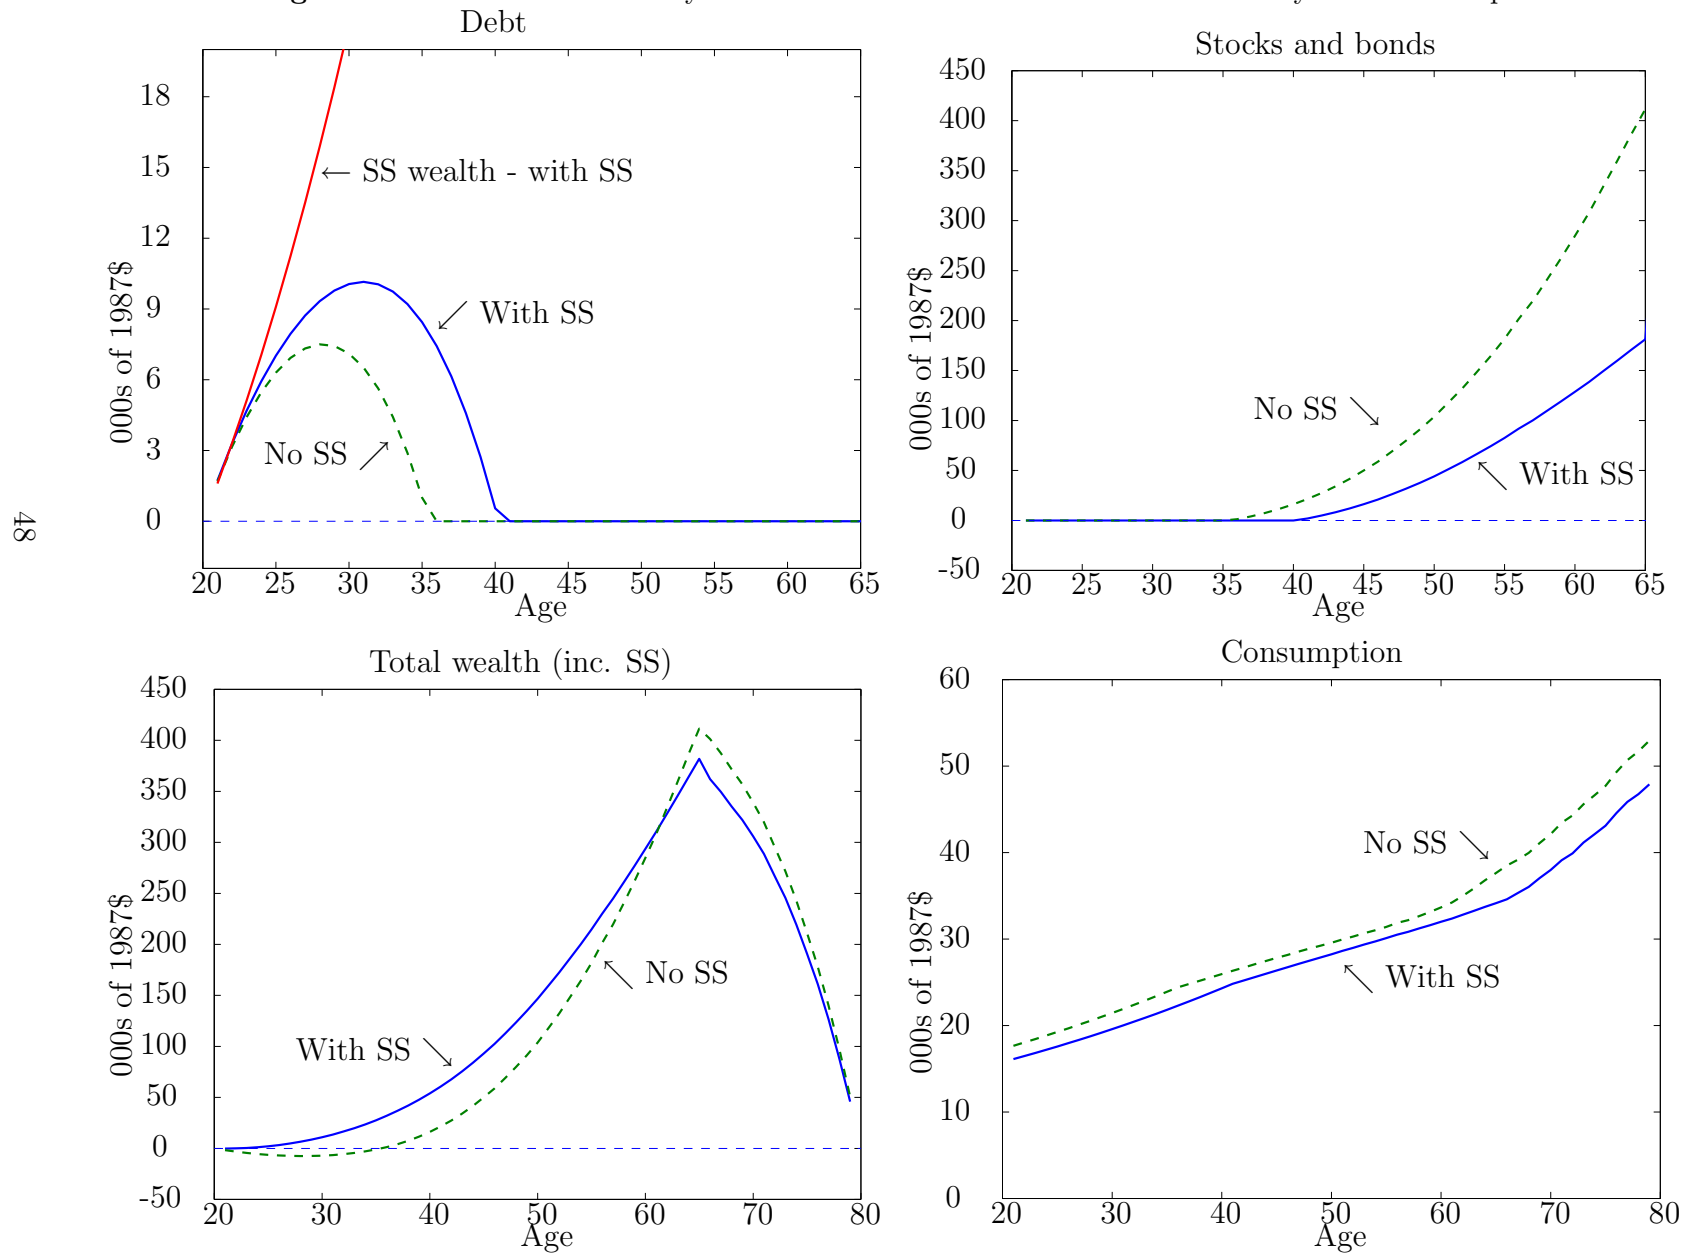 Debt
18
15
12
9
6
3
0
000s of 1987$
← SS wealth - with SS
With SS
No SS
20 25 30 35 40 45 50 55 60 65
Age
Stocks and bonds
450
400
350
300
250
200
150
100
50
0
-50
000s of 1987$
No SS
With SS
20 25 30 35 40 45 50 55 60 65
Age
48
Total wealth (inc. SS)
450
400
350
300
250
200
150
100
50
0
-50
000s of 1987$
No SS
With SS
20 30 40 50 60 70 80
Age
Consumption
60
50
40
30
20
10
0
000s of 1987$
No SS
With SS
20 30 40 50 60 70 80
Age